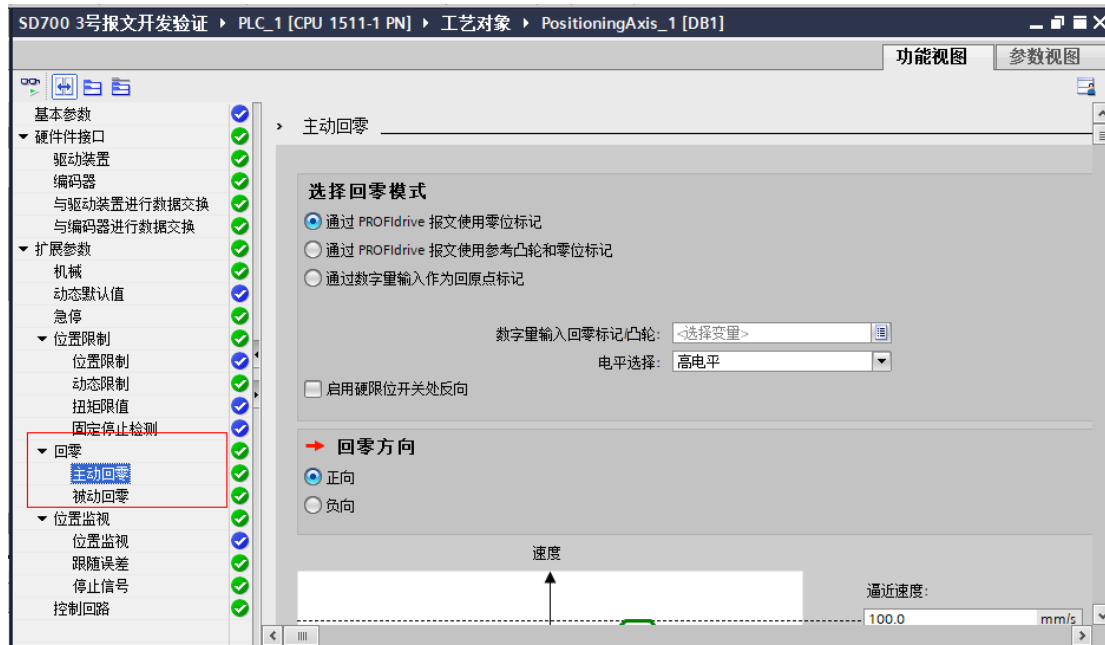 SD700 3号报文开发验证 ▸ PLC_1 [CPU 1511-1 PN] ▸ 工艺对象 ▸ PositioningAxis_1 [DB1]
功能视图 参数视图
基本参数
硬件件接口
驱动装置
编码器
与驱动装置进行数据交换
与编码器进行数据交换
扩展参数
机械
动态默认值
急停
位置限制
位置限制
动态限制
扭矩限值
固定停止检测
回零
主动回零
被动回零
位置监视
位置监视
跟随误差
停止信号
控制回路
主动回零
选择回零模式
通过 PROFIdrive 报文使用零位标记
通过 PROFIdrive 报文使用参考凸轮和零位标记
通过数字量输入作为回原点标记
数字量输入回零标记/凸轮: <选择变量>
电平选择: 高电平
启用硬限位开关处反向
回零方向
正向
负向
速度
逼近速度:
100.0 mm/s